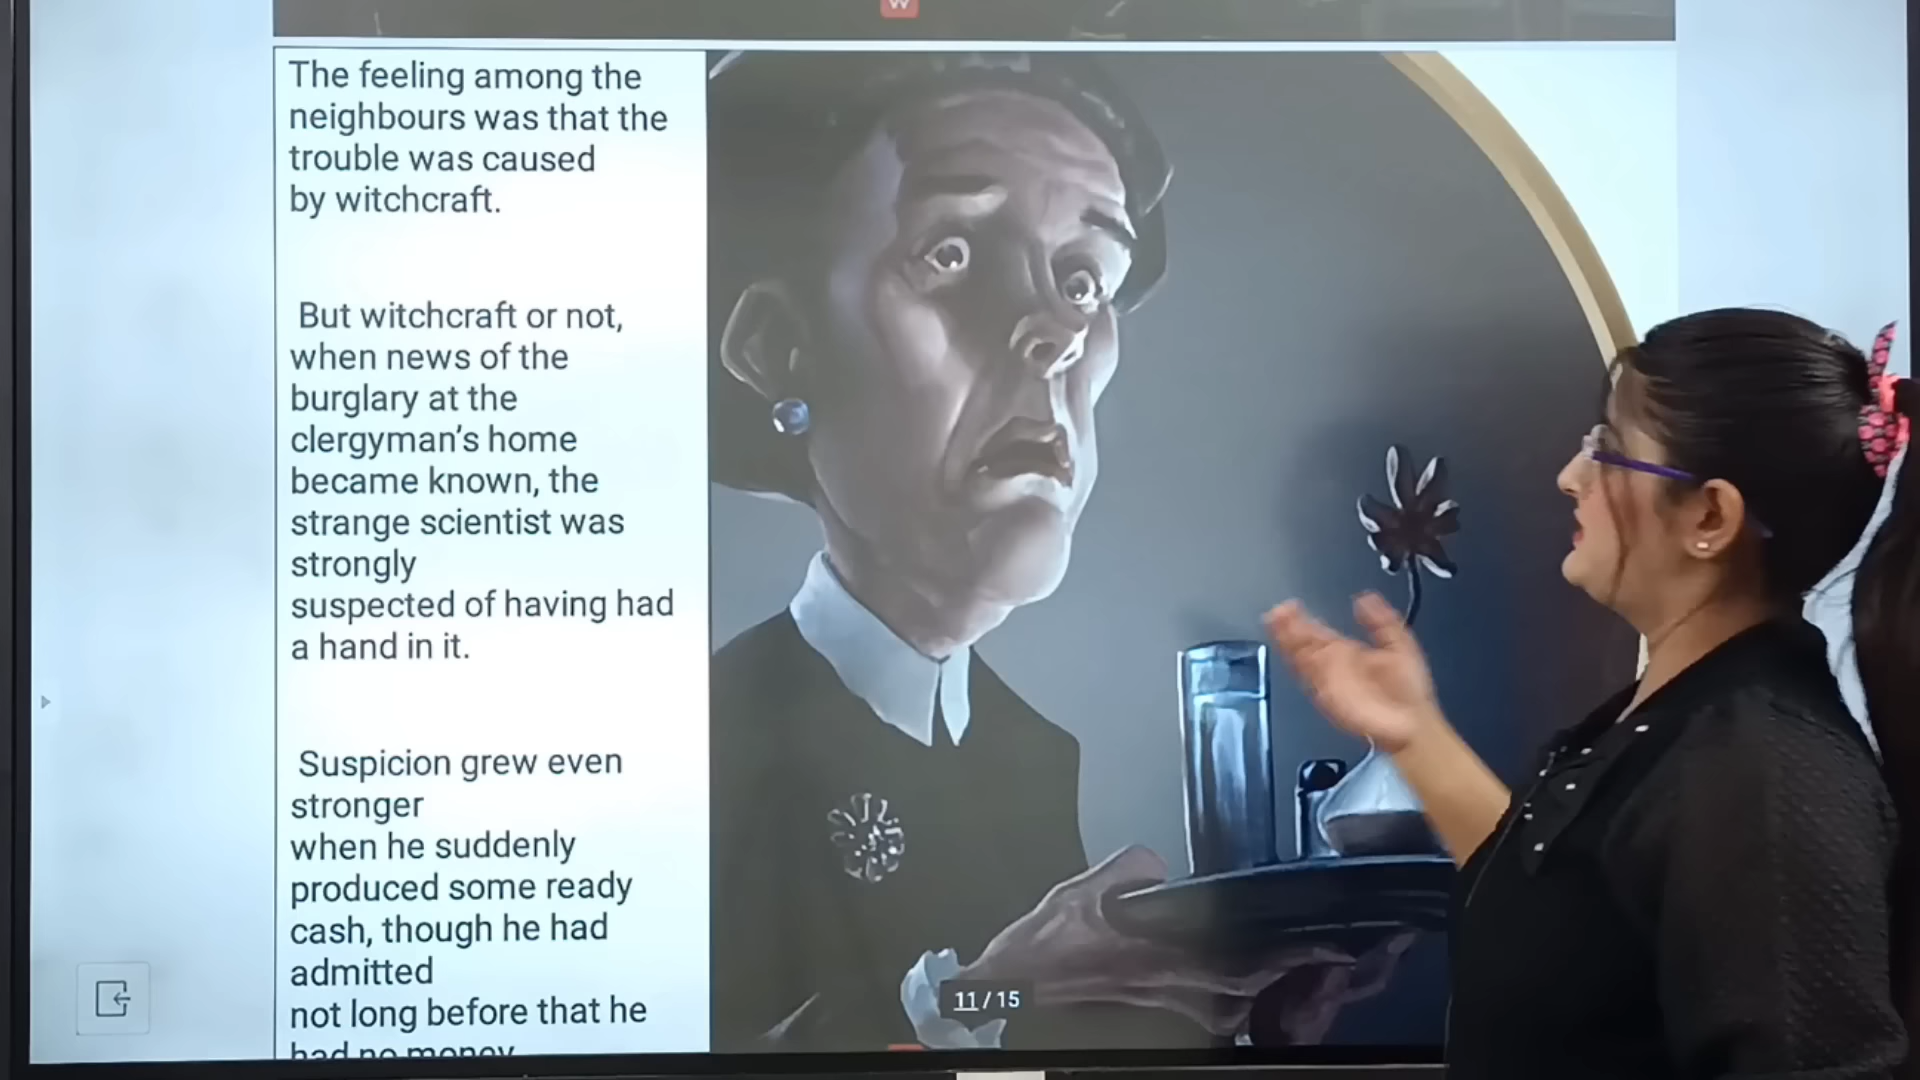 The feeling among the
neighbours was that the
trouble was caused
by witchcraft.
But witchcraft or not,
when news of the
burglary at the
clergyman's home
became known, the
strange scientist was
strongly
suspected of having had
a hand in it.
Suspicion grew even
stronger
when he suddenly
produced some ready
cash, though he had
admitted
not long before that he
had no money
11/15